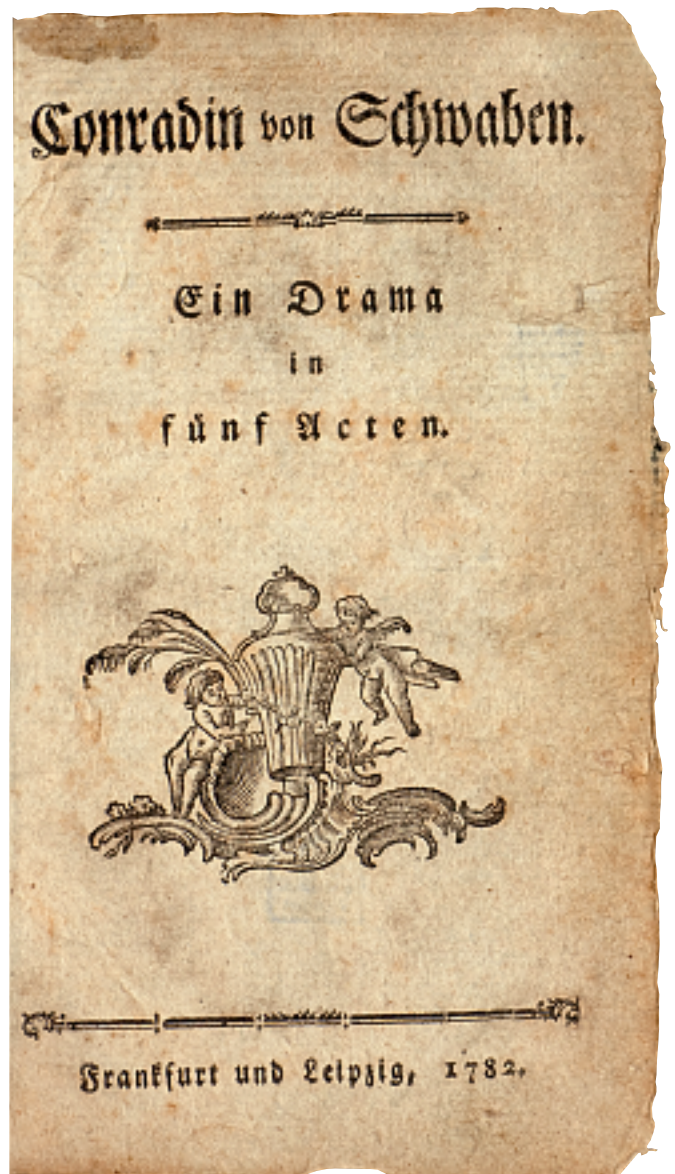 Conradin von Schwaben.
Ein Drama
in
fünf Acten.
Frankfurt und Leipzig, 1782.